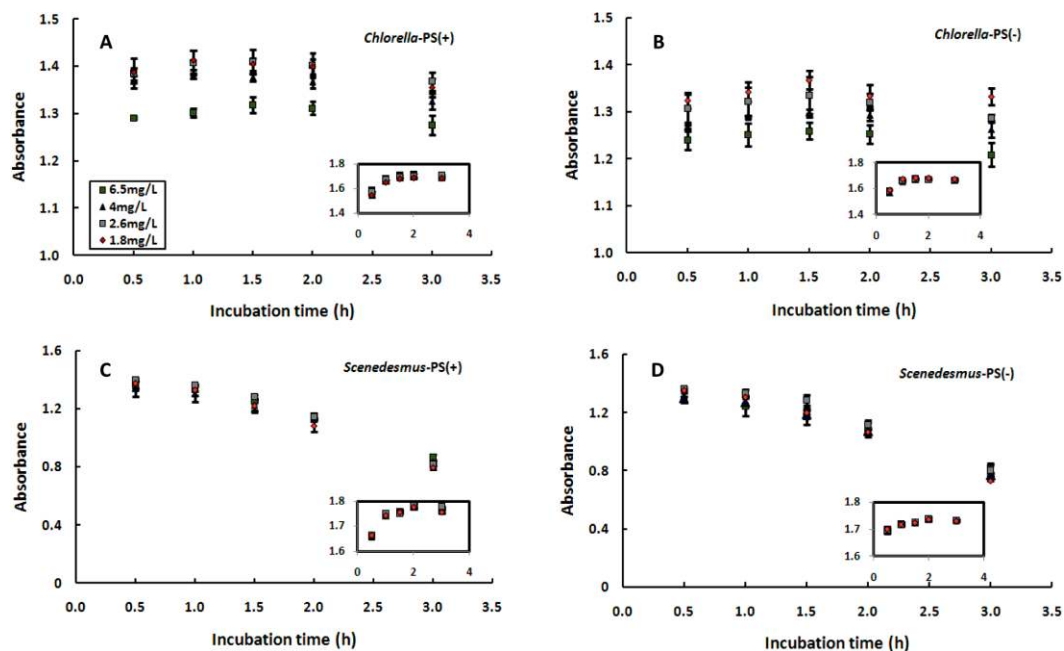 A
Chlorella-PS(+)
Absorbance
1.5
1.4
1.3
1.2
1.1
1.0
6.5mg/L
4mg/L
2.6mg/L
1.8mg/L
1.8
1.6
1.4
0 2 4
0.0 0.5 1.0 1.5 2.0 2.5 3.0 3.5
Incubation time (h)
B
Chlorella-PS(-)
Absorbance
1.5
1.4
1.3
1.2
1.1
1.0
1.8
1.6
1.4
0 2 4
0.0 0.5 1.0 1.5 2.0 2.5 3.0 3.5
Incubation time (h)
C
Scenedesmus-PS(+)
Absorbance
1.6
1.2
0.8
0.4
0
1.8
1.7
1.6
0 2 4
0.0 0.5 1.0 1.5 2.0 2.5 3.0 3.5
Incubation time (h)
D
Scenedesmus-PS(-)
Absorbance
1.6
1.2
0.8
0.4
0
1.8
1.7
1.6
0 2 4
0.0 0.5 1.0 1.5 2.0 2.5 3.0 3.5
Incubation time (h)